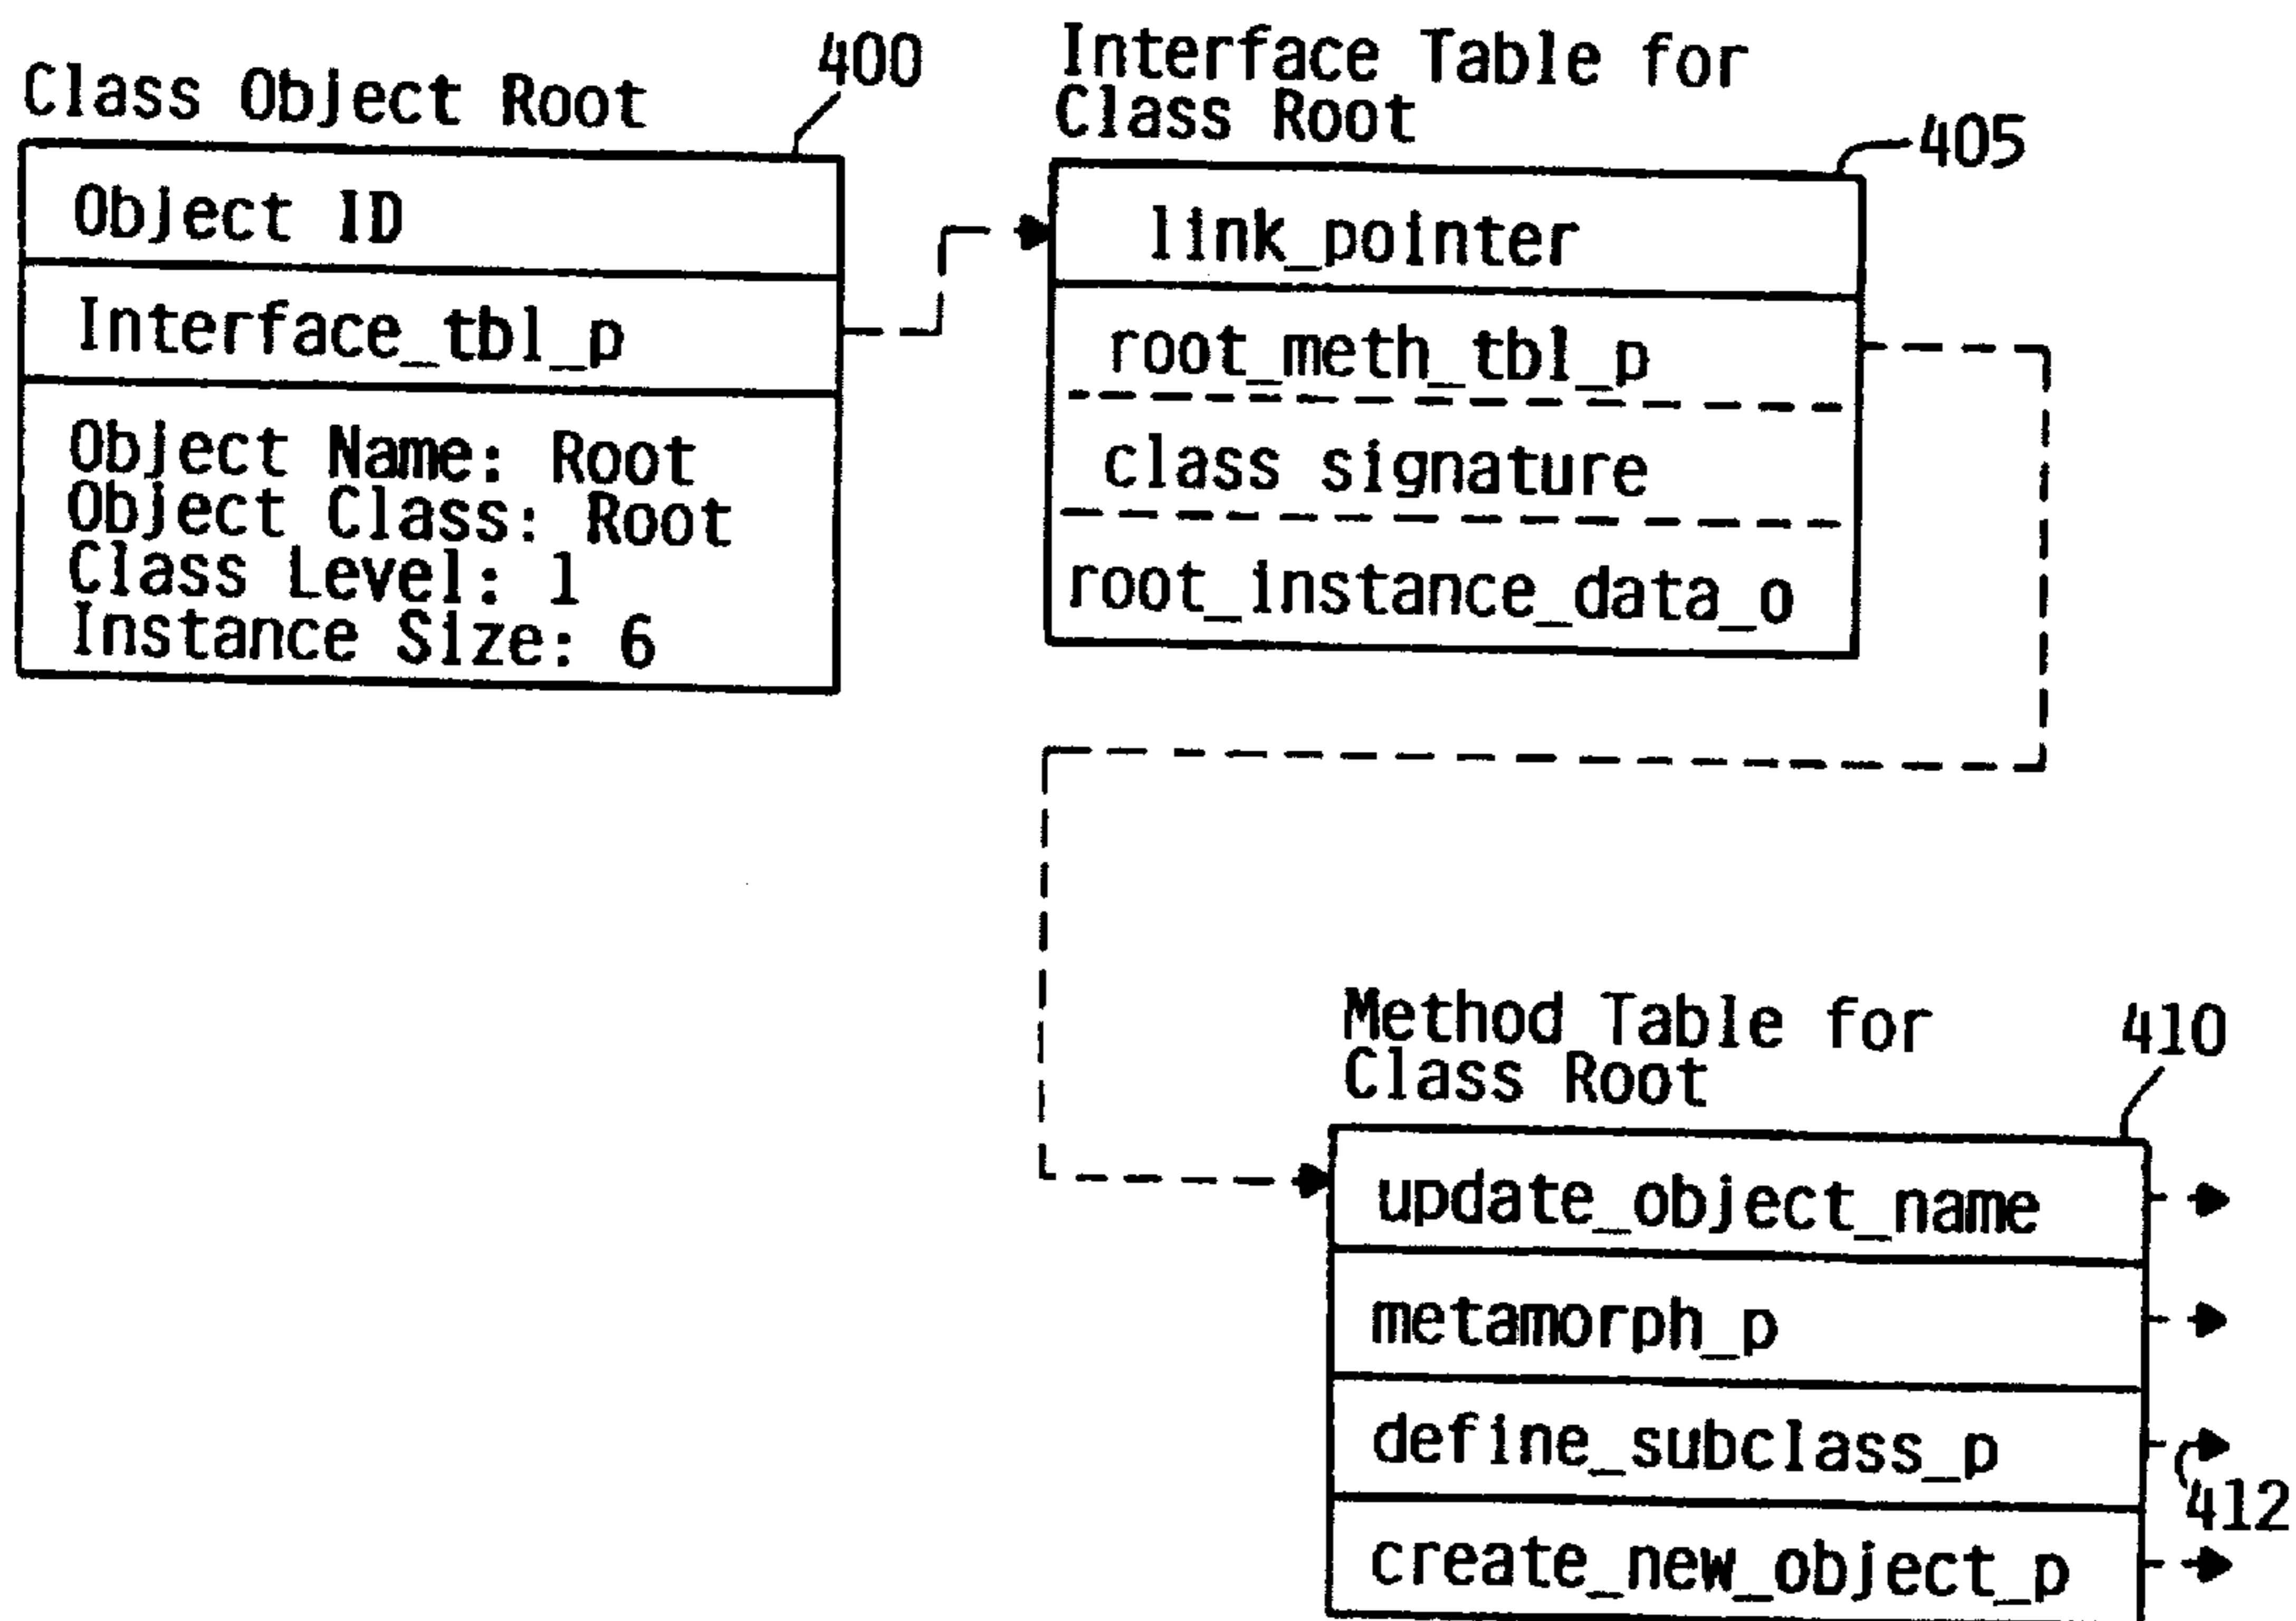 Class Object Root
400
Object ID
Interface_tbl_p
Object Name: Root
Object Class: Root
Class Level: 1
Instance Size: 6
Interface Table for
Class Root
405
link_pointer
root_meth_tbl_p
class signature
root_instance_data_o
Method Table for
Class Root
410
update_object_name
metamorph_p
define_subclass_p
412
create_new_object_p